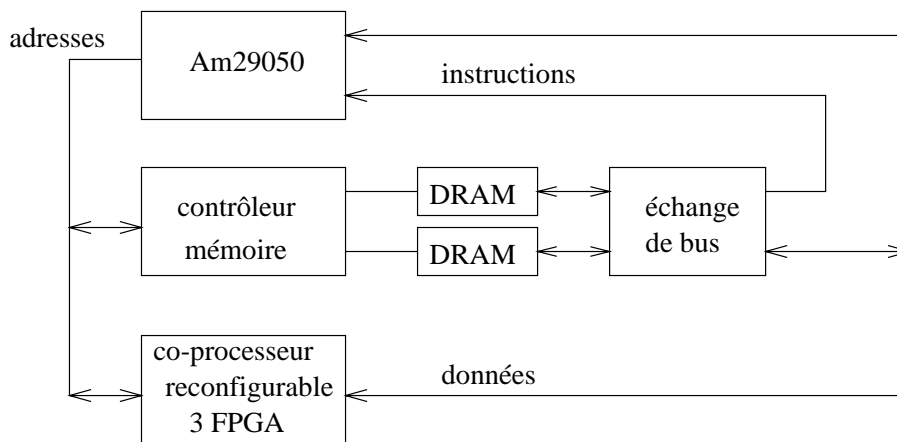 adresses
Am29050
instructions
contrôleur
mémoire
DRAM
DRAM
échange
de bus
co-processeur
reconfigurable
3 FPGA
données